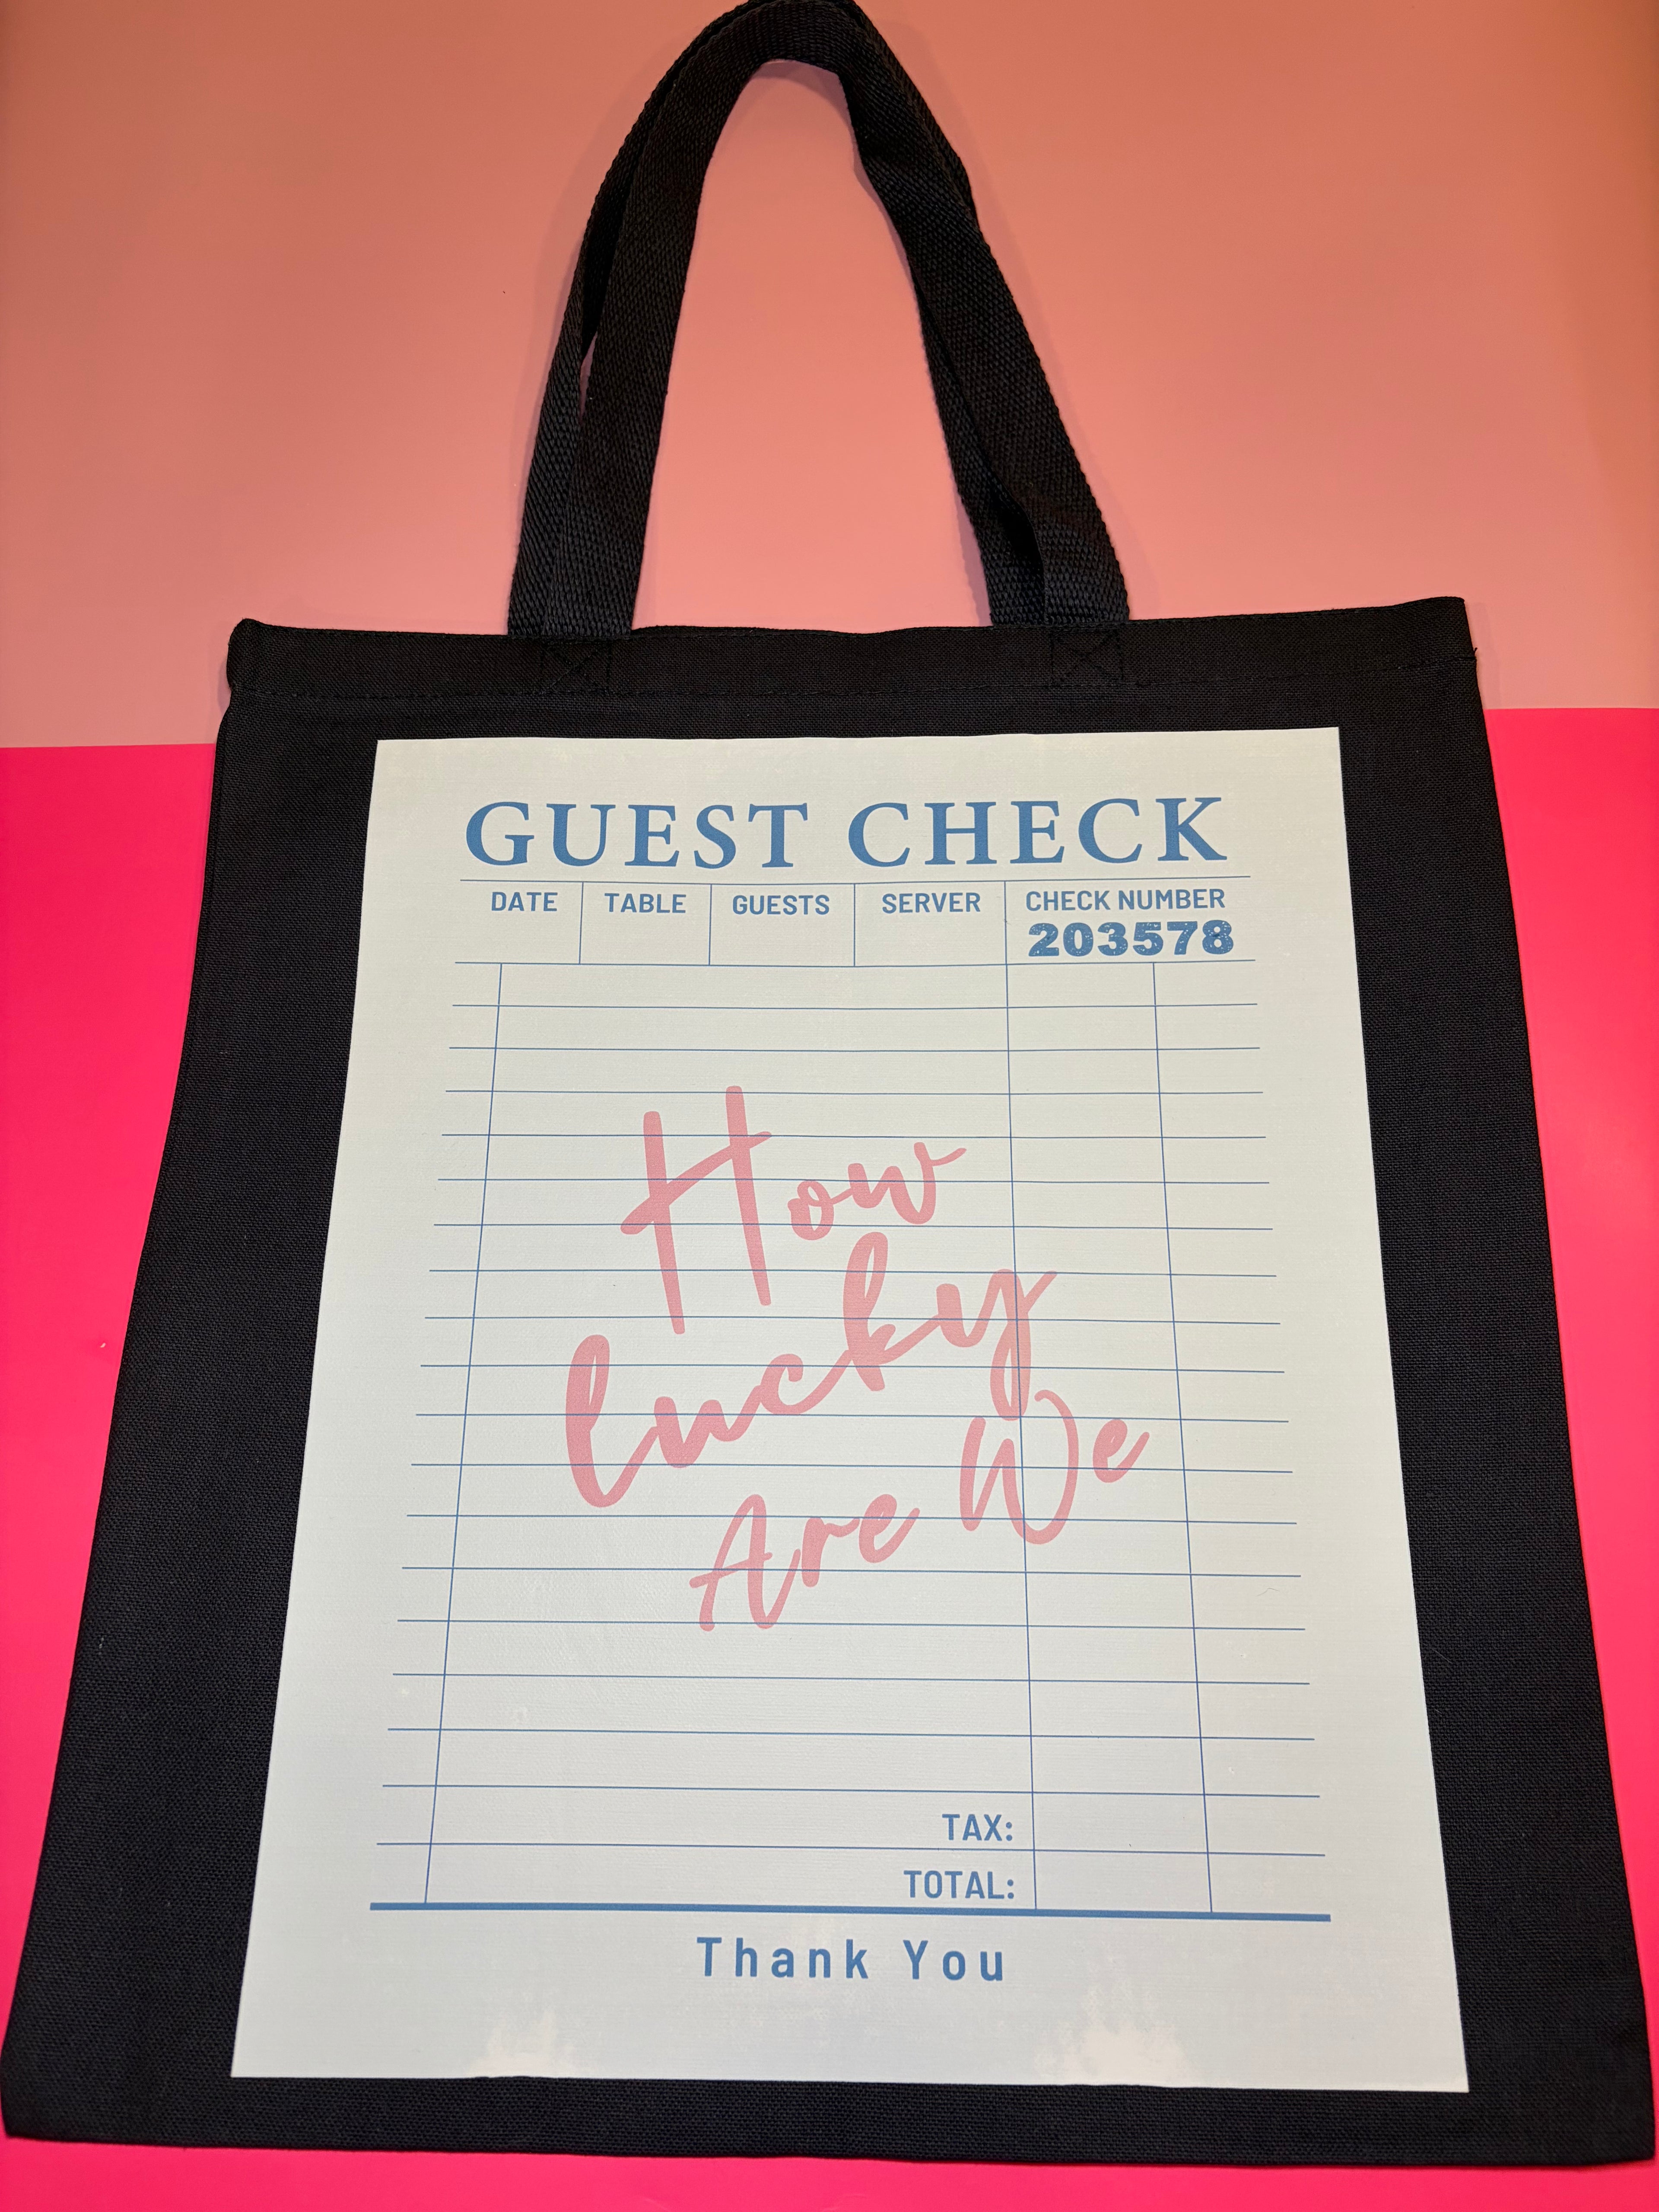 GUEST CHECK
DATE TABLE GUESTS SERVER CHECK NUMBER
203578
How
lucky
Are We
TAX:
TOTAL:
Thank You